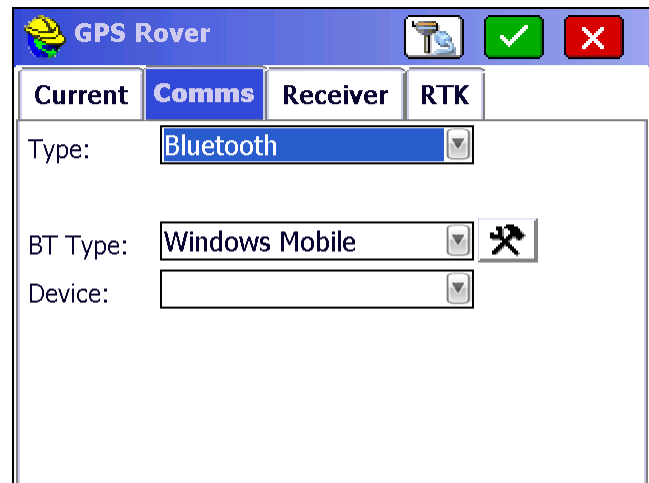 GPS Rover
Current Comms Receiver RTK
Type: Bluetooth
BT Type: Windows Mobile
Device: